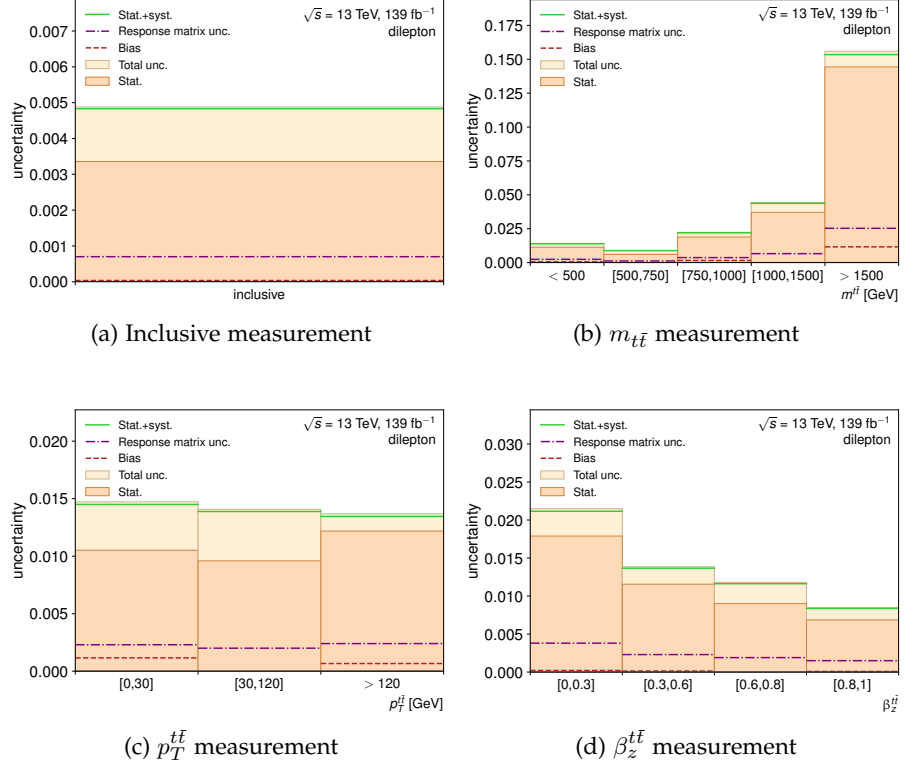 √s = 13 TeV, 139 fb⁻¹
dilepton
Stat.+syst.
Response matrix unc.
Bias
Total unc.
Stat.
uncertainty
0.007
0.006
0.005
0.004
0.003
0.002
0.001
0.000
inclusive
(a) Inclusive measurement
√s = 13 TeV, 139 fb⁻¹
dilepton
Stat.+syst.
Response matrix unc.
Bias
Total unc.
Stat.
uncertainty
0.175
0.150
0.125
0.100
0.075
0.050
0.025
0.000
< 500 [500,750] [750,1000] [1000,1500] > 1500
m^{tt̄} [GeV]
(b) m_{tt̄} measurement
√s = 13 TeV, 139 fb⁻¹
dilepton
Stat.+syst.
Response matrix unc.
Bias
Total unc.
Stat.
uncertainty
0.020
0.015
0.010
0.005
0.000
[0,30] [30,120] > 120
p_T^{tt̄} [GeV]
(c) p_T^{tt̄} measurement
√s = 13 TeV, 139 fb⁻¹
dilepton
Stat.+syst.
Response matrix unc.
Bias
Total unc.
Stat.
uncertainty
0.030
0.025
0.020
0.015
0.010
0.005
0.000
[0,0.3] [0.3,0.6] [0.6,0.8] [0.8,1]
β_z^{tt̄}
(d) β_z^{tt̄} measurement